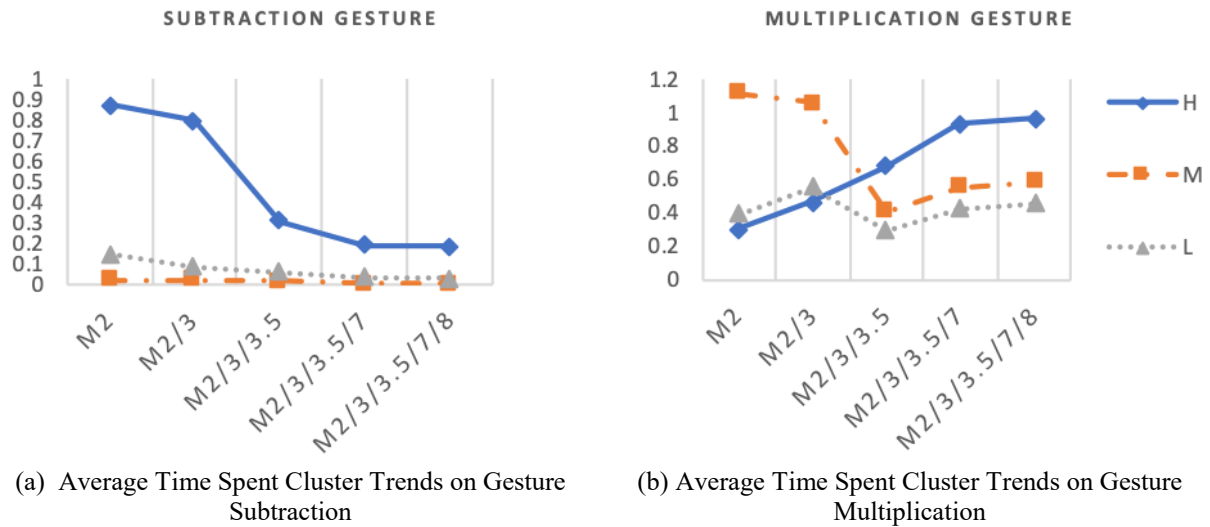 SUBTRACTION GESTURE
1
0.9
0.8
0.7
0.6
0.5
0.4
0.3
0.2
0.1
0
M2
M2/3
M2/3/3.5
M2/3/3.5/7
M2/3/3.5/7/8
(a) Average Time Spent Cluster Trends on Gesture
Subtraction
MULTIPLICATION GESTURE
1.2
1
0.8
0.6
0.4
0.2
0
M2
M2/3
M2/3/3.5
M2/3/3.5/7
M2/3/3.5/7/8
H
M
L
(b) Average Time Spent Cluster Trends on Gesture
Multiplication